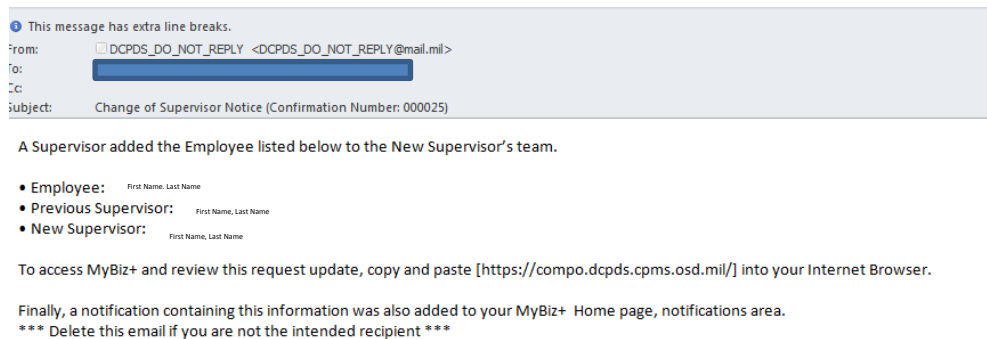 This message has extra line breaks.
From: DCPDS_DO_NOT_REPLY <DCPDS_DO_NOT_REPLY@mail.mil>
To:
Cc:
Subject: Change of Supervisor Notice (Confirmation Number: 000025)
A Supervisor added the Employee listed below to the New Supervisor's team.
• Employee: First Name. Last Name
• Previous Supervisor: First Name, Last Name
• New Supervisor: First Name, Last Name
To access MyBiz+ and review this request update, copy and paste [https://compo.dcpds.cpms.osd.mil/] into your Internet Browser.
Finally, a notification containing this information was also added to your MyBiz+ Home page, notifications area.
*** Delete this email if you are not the intended recipient ***